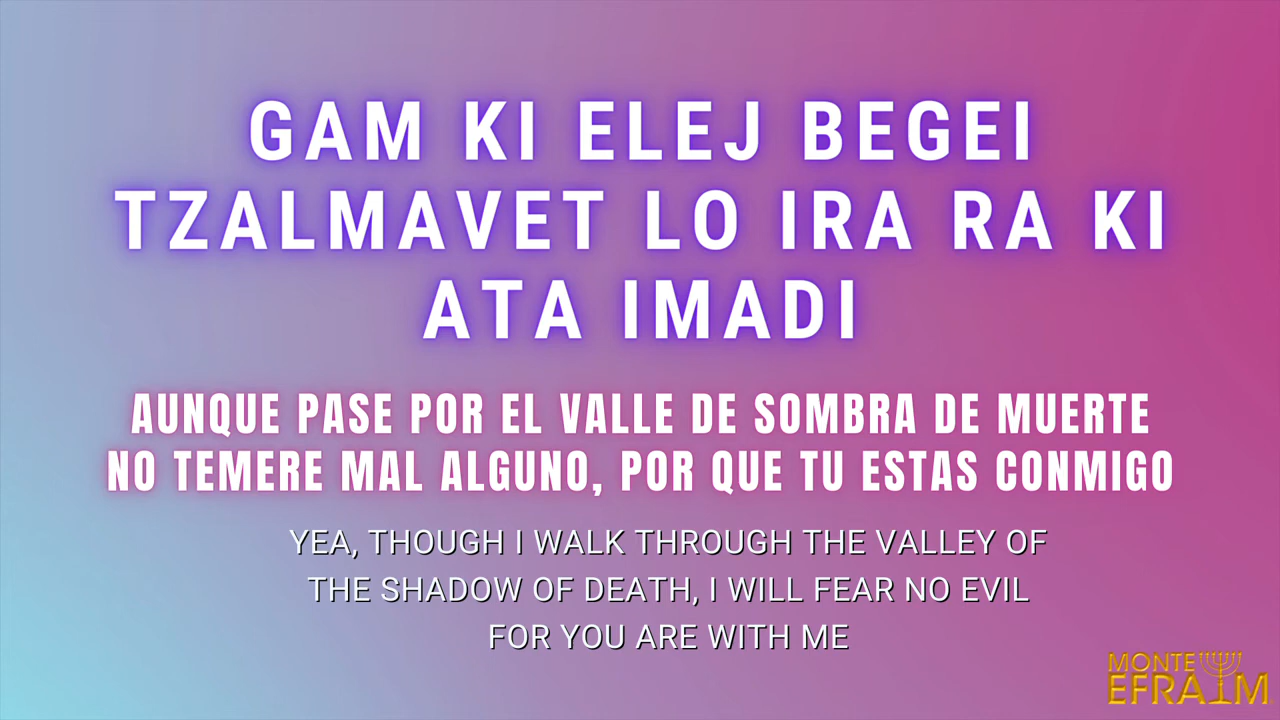 GAM KI ELEJ BEGEI
TZALMAVET LO IRA RA KI
ATA IMADI
AUNQUE PASE POR EL VALLE DE SOMBRA DE MUERTE
NO TEMERE MAL ALGUNO, POR QUE TU ESTAS CONMIGO
YEA, THOUGH I WALK THROUGH THE VALLEY OF
THE SHADOW OF DEATH, I WILL FEAR NO EVIL
FOR YOU ARE WITH ME
MONTE
EFRAIM